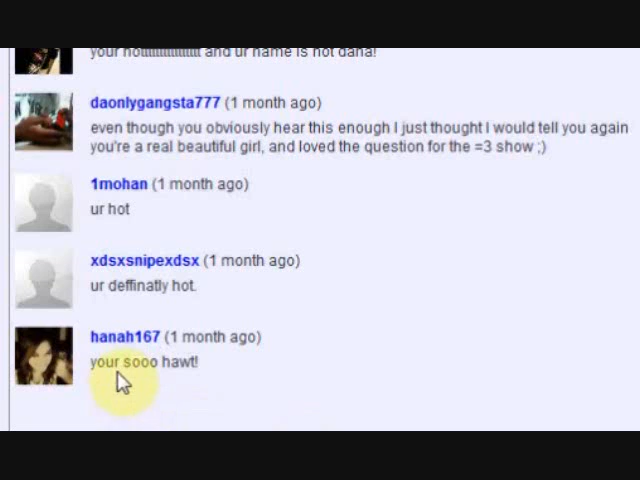 and ur name is not dana!
daonlygangsta777 (1 month ago)
even though you obviously hear this enough I just thought I would tell you again
you're a real beautiful girl, and loved the question for the =3 show ;)
1mohan (1 month ago)
ur hot
xdsxsnipexdsx (1 month ago)
ur deffinatly hot.
hanah167 (1 month ago)
your sooo hawt!